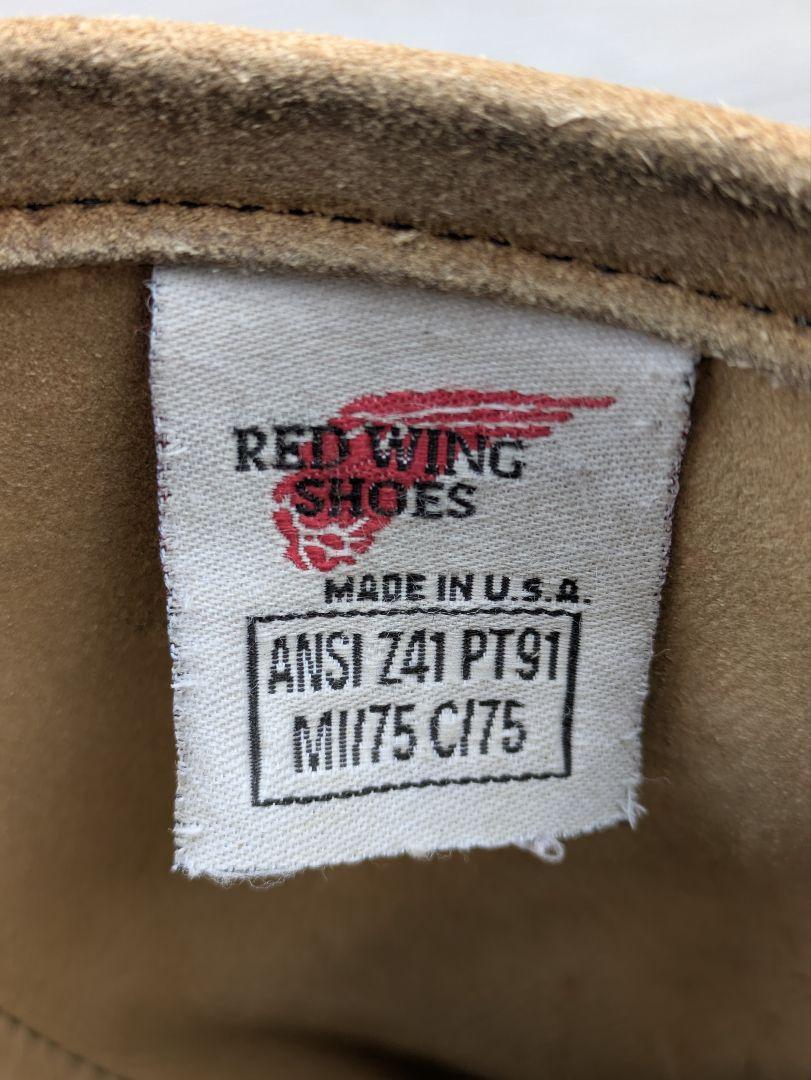 RED WING
SHOES
MADE IN U.S.A.
ANSI Z41 PT91
MI/75 C/75